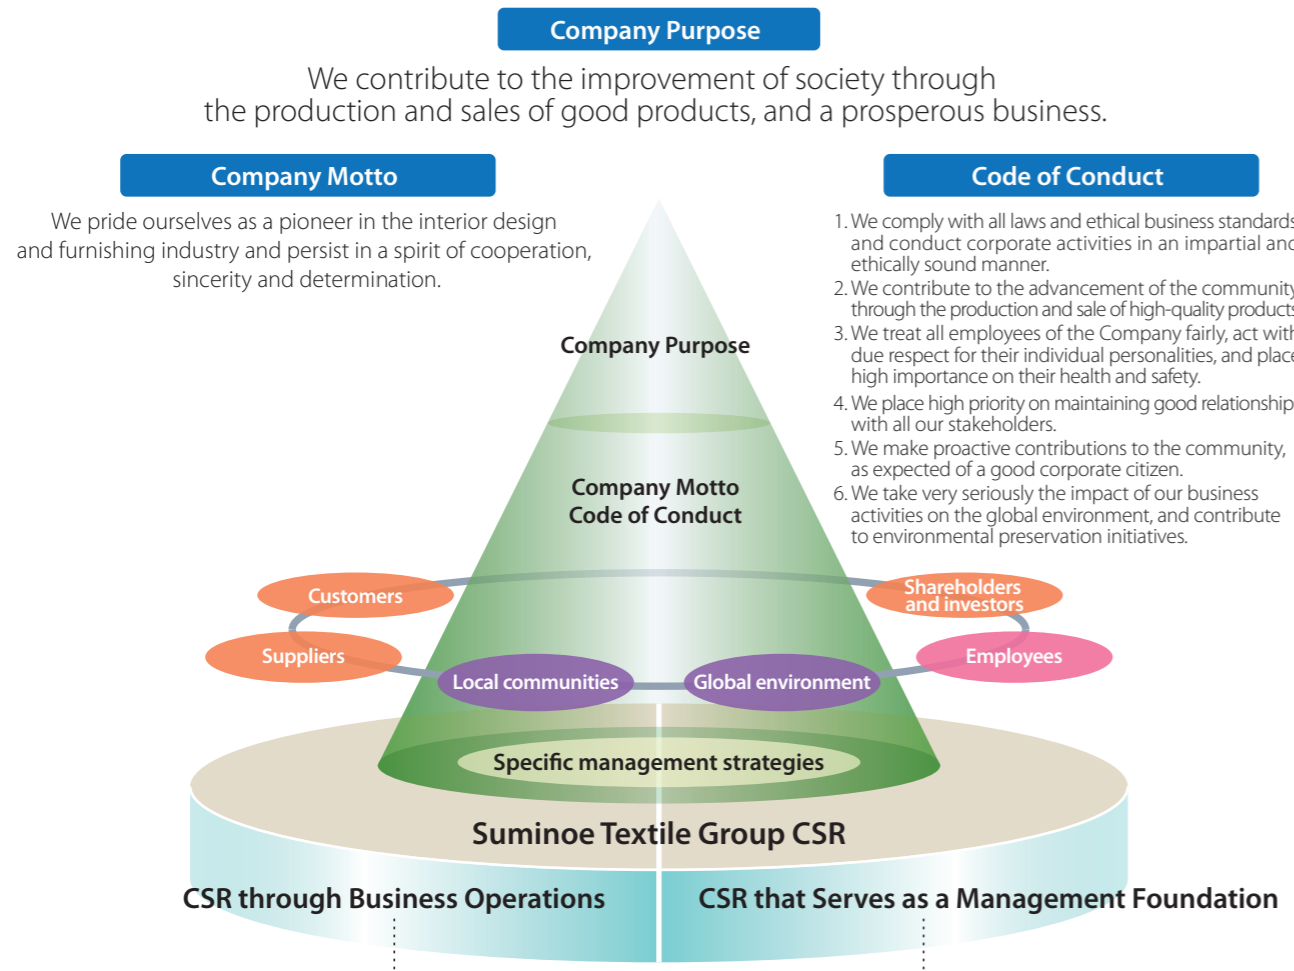 Company Purpose
We contribute to the improvement of society through
the production and sales of good products, and a prosperous business.
Company Motto
We pride ourselves as a pioneer in the interior design
and furnishing industry and persist in a spirit of cooperation,
sincerity and determination.
Code of Conduct
1. We comply with all laws and ethical business standards
and conduct corporate activities in an impartial and
ethically sound manner.
2. We contribute to the advancement of the community
through the production and sale of high-quality products
3. We treat all employees of the Company fairly, act with
due respect for their individual personalities, and place
high importance on their health and safety.
4. We place high priority on maintaining good relationship
with all our stakeholders.
5. We make proactive contributions to the community,
as expected of a good corporate citizen.
6. We take very seriously the impact of our business
activities on the global environment, and contribute
to environmental preservation initiatives.
Company Purpose
Company Motto
Code of Conduct
Customers
Shareholders
and investors
Suppliers
Employees
Local communities
Global environment
Specific management strategies
Suminoe Textile Group CSR
CSR through Business Operations
CSR that Serves as a Management Foundation